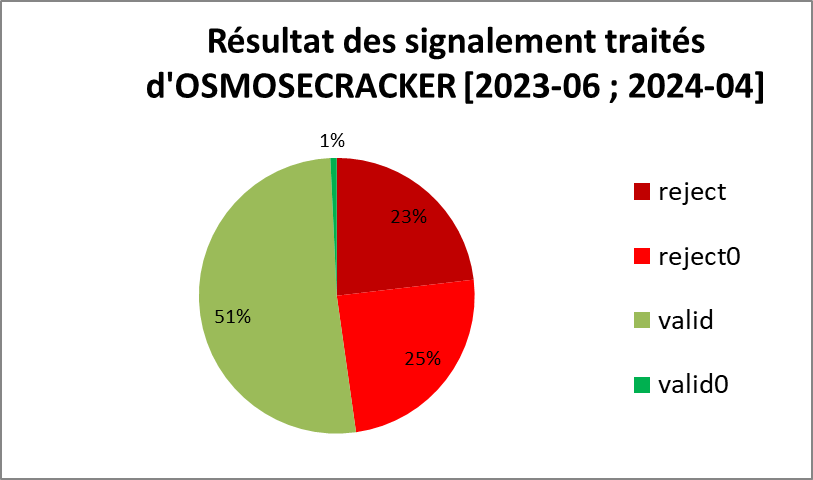 Résultat des signalement traités
d'OSMOSECRACKER [2023-06 ; 2024-04]
1%
23%
51%
25%
reject
reject0
valid
valid0